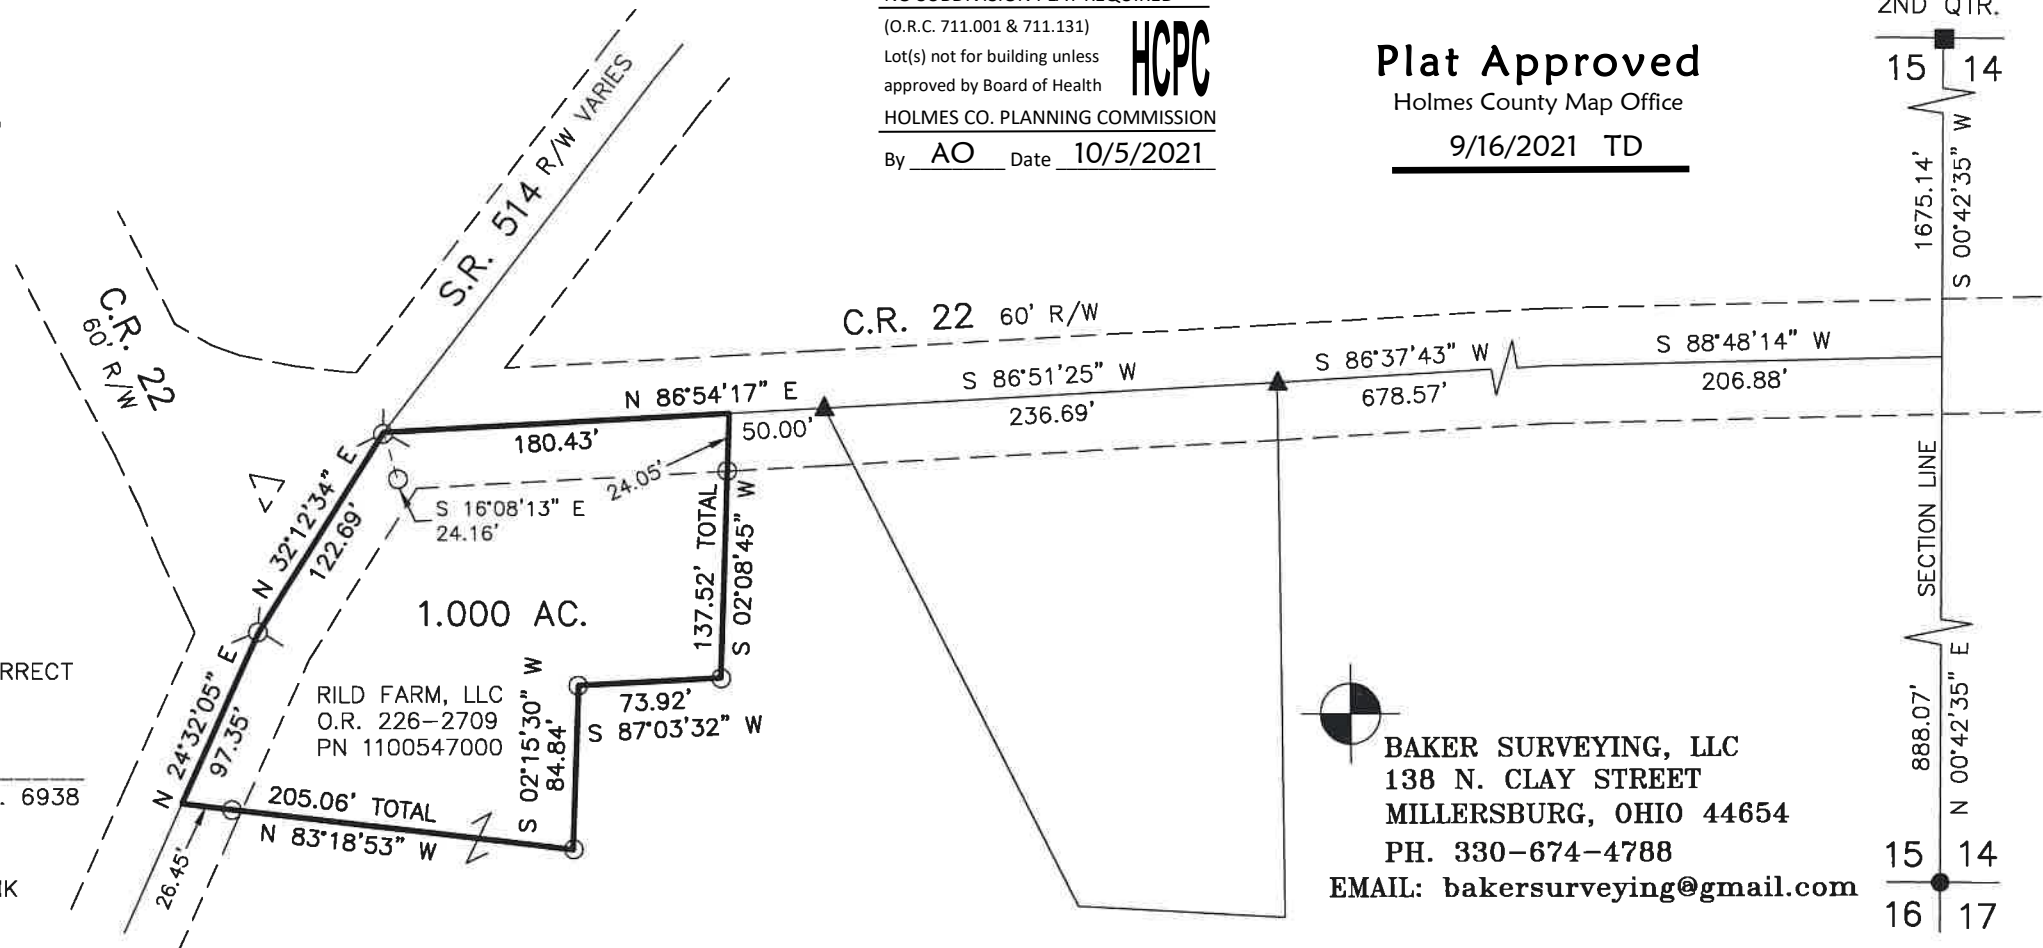 (O.R.C. 711.001 & 711.131)
Lot(s) not for building unless
approved by Board of Health
HCPC
HOLMES CO. PLANNING COMMISSION
By AO Date 10/5/2021
Plat Approved
Holmes County Map Office
9/16/2021 TD
2ND QTR.
15 14
1675.14'
S 00°42'35" W
S.R. 514 R/W VARIES
C.R. 22
60' R/W
C.R. 22 60' R/W
N 86°54'17" E
180.43'
50.00'
S 86°51'25" W
236.69'
S 86°37'43" W
678.57'
S 88°48'14" W
206.88'
24.05'
S 16°08'13" E
24.16'
N 32°12'34" E
122.69'
137.52' TOTAL
S 02°08'45" W
SECTION LINE
1.000 AC.
RILD FARM, LLC
O.R. 226-2709
PN 1100547000
73.92'
S 87°03'32" W
S 02°15'30" W
84.84'
N 24°32'05" E
97.35'
205.06' TOTAL
N 83°18'53" W
26.45'
RRECT
. 6938
BAKER SURVEYING, LLC
138 N. CLAY STREET
MILLERSBURG, OHIO 44654
PH. 330-674-4788
EMAIL: bakersurveying@gmail.com
888.07'
N 00°42'35" E
15 14
16 17